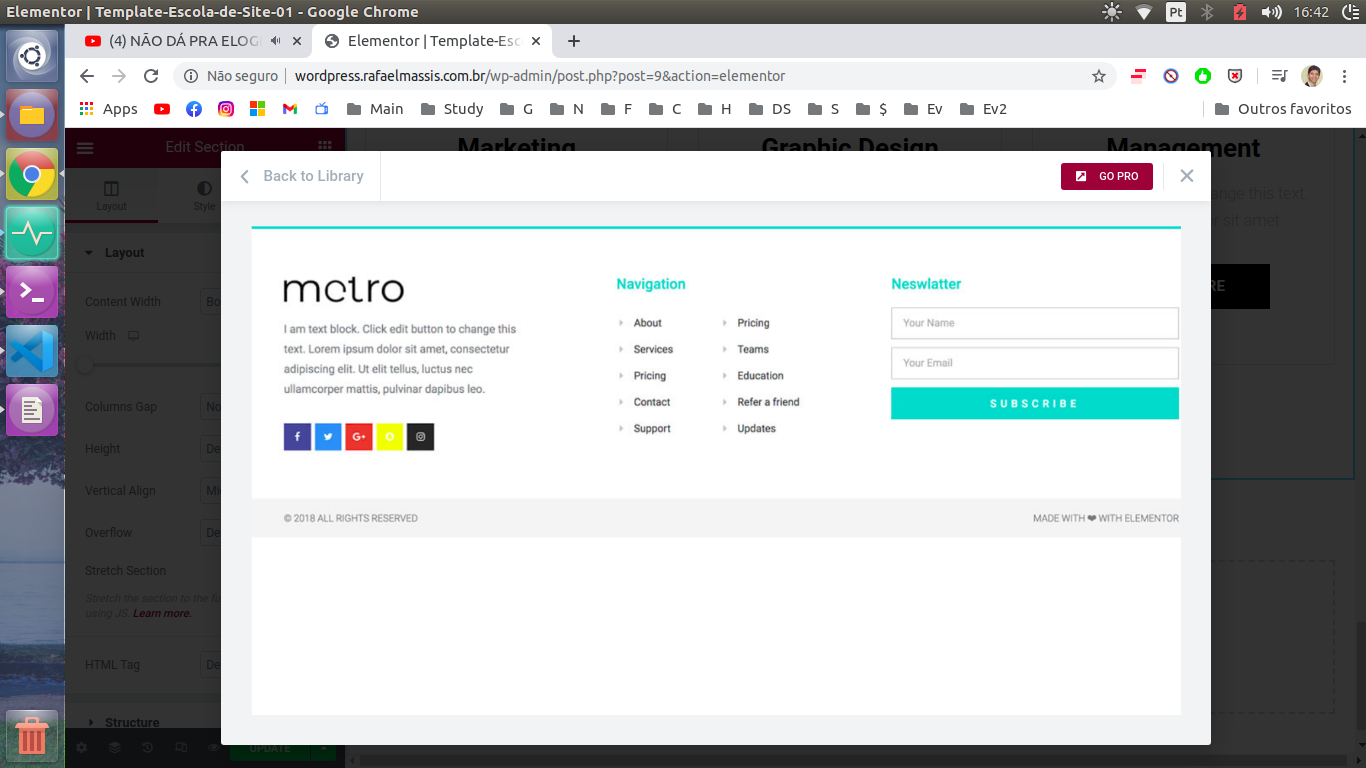 Elementor | Template-Escola-de-Site-01 - Google Chrome
Pt
16:42
(4) NÃO DÁ PRA ELOG
Elementor | Template-Esc
Não seguro
wordpress.rafaelmassis.com.br/wp-admin/post.php?post=9&action=elementor
Apps
Main
Study
G
N
F
C
H
DS
S
$
Ev
Ev2
Outros favoritos
Edit Section
Marketing
Graphic Design
Management
Back to Library
GO PRO
Layout
Style
change this text
r sit amet
RE
Layout
Content Width
Bo
Width
Columns Gap
No
Height
De
Vertical Align
Mi
Overflow
De
Stretch Section
Stretch the section to the fu
using JS. Learn more.
HTML Tag
De
Structure
UPDATE
metro
I am text block. Click edit button to change this
text. Lorem ipsum dolor sit amet, consectetur
adipiscing elit. Ut elit tellus, luctus nec
ullamcorper mattis, pulvinar dapibus leo.
Navigation
About
Services
Pricing
Contact
Support
Pricing
Teams
Education
Refer a friend
Updates
Neswlatter
Your Name
Your Email
SUBSCRIBE
© 2018 ALL RIGHTS RESERVED
MADE WITH ❤ WITH ELEMENTOR